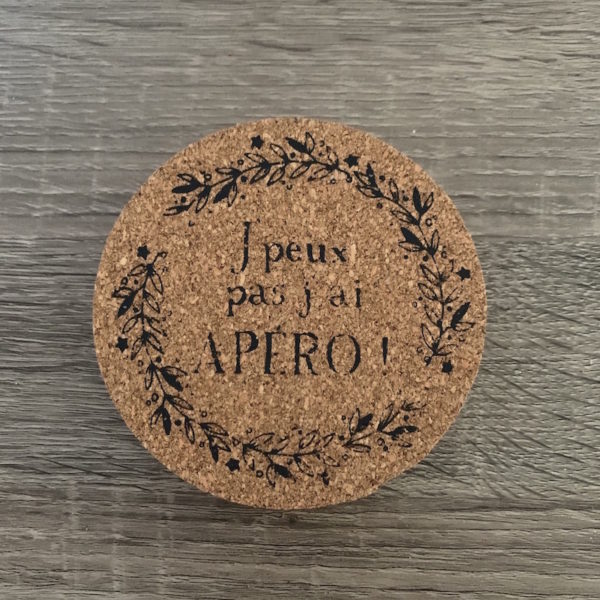 J peux
pas j'ai
APÉRO !